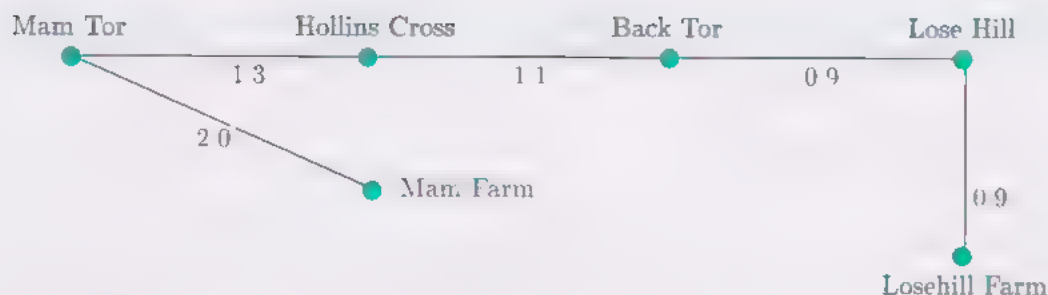 Mam Tor Hollins Cross Back Tor Lose Hill
1 3 1 1 0 9
2 0
Mam Farm
0 9
Losehill Farm